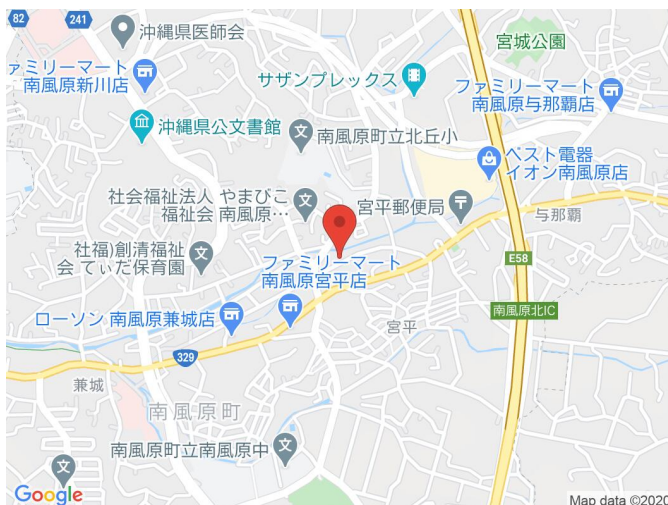 82
241
沖縄県医師会
宮城公園
ァミリーマート
南風原新川店
サザンプレックス
ファミリーマート
南風原与那覇店
沖縄県公文書館
南風原町立北丘小
ベスト電器
イオン南風原店
社会福祉法人 やまびこ
福祉会 南風原…
宮平郵便局
与那覇
社福)創清福祉
会 てぃだ保育園
E58
ファミリーマート
南風原宮平店
南風原北IC
ローソン 南風原兼城店
宮平
329
兼城
南風原町
南風原町立南風原中
文
Google
Map data ©2020